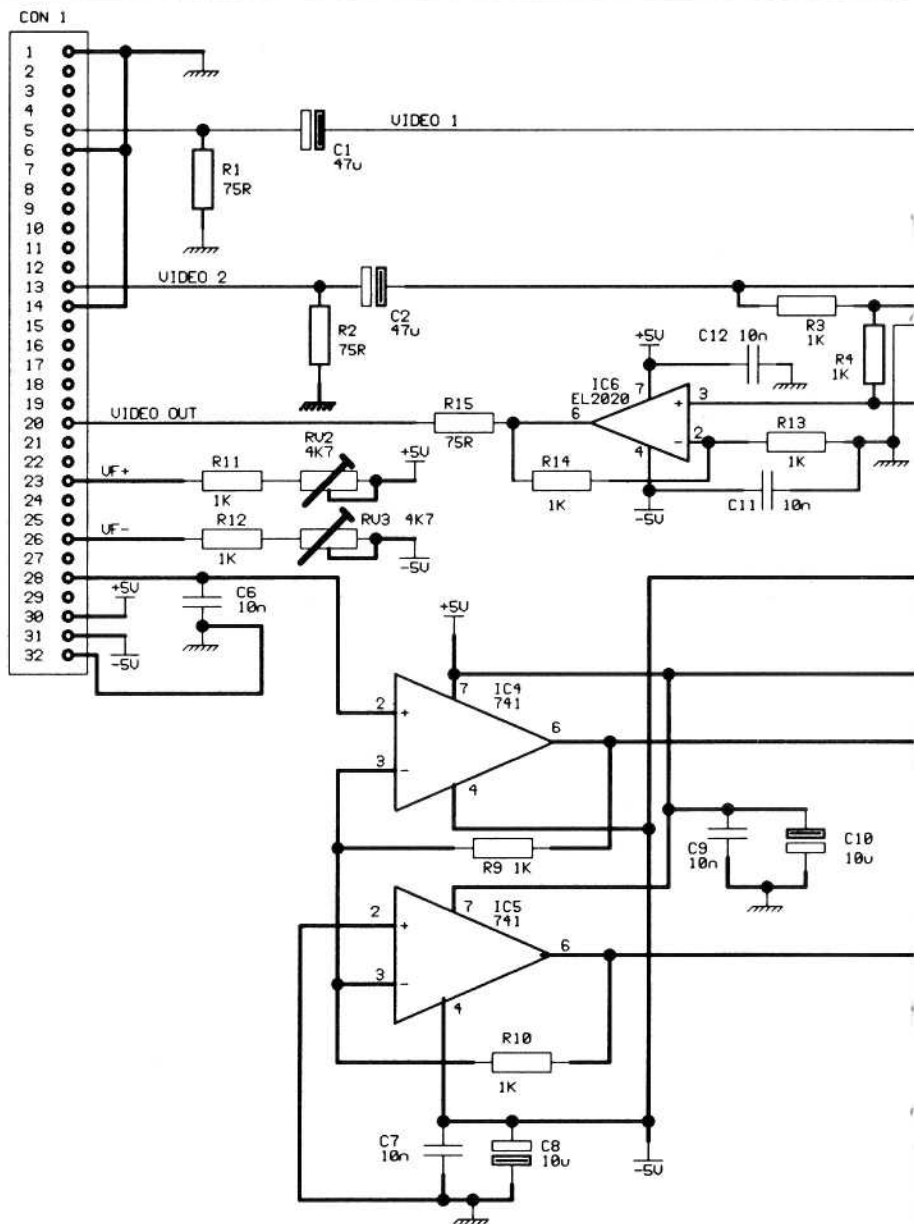 CON 1
1
2
3
4
5
6
7
8
9
10
11
12
13
14
15
16
17
18
19
20
21
22
23
24
25
26
27
28
29
30
31
32
VIDEO 1
C1
47u
R1
75R
VIDEO 2
C2
47u
R2
75R
R3
1K
R4
1K
+5V
C12 10n
IC6
EL2020
7
3
+
6
2
-
4
-5V
R13
1K
C11
10n
R14
1K
VIDEO OUT
R15
75R
VF+
R11
1K
RV2
4K7
+5V
VF-
R12
1K
RV3
4K7
-5V
C6
10n
+5V
-5V
+5V
7
IC4
741
2
+
6
3
-
4
R9 1K
C9
10n
C10
10u
7
IC5
741
2
+
6
3
-
4
R10
1K
C7
10n
C8
10u
-5V